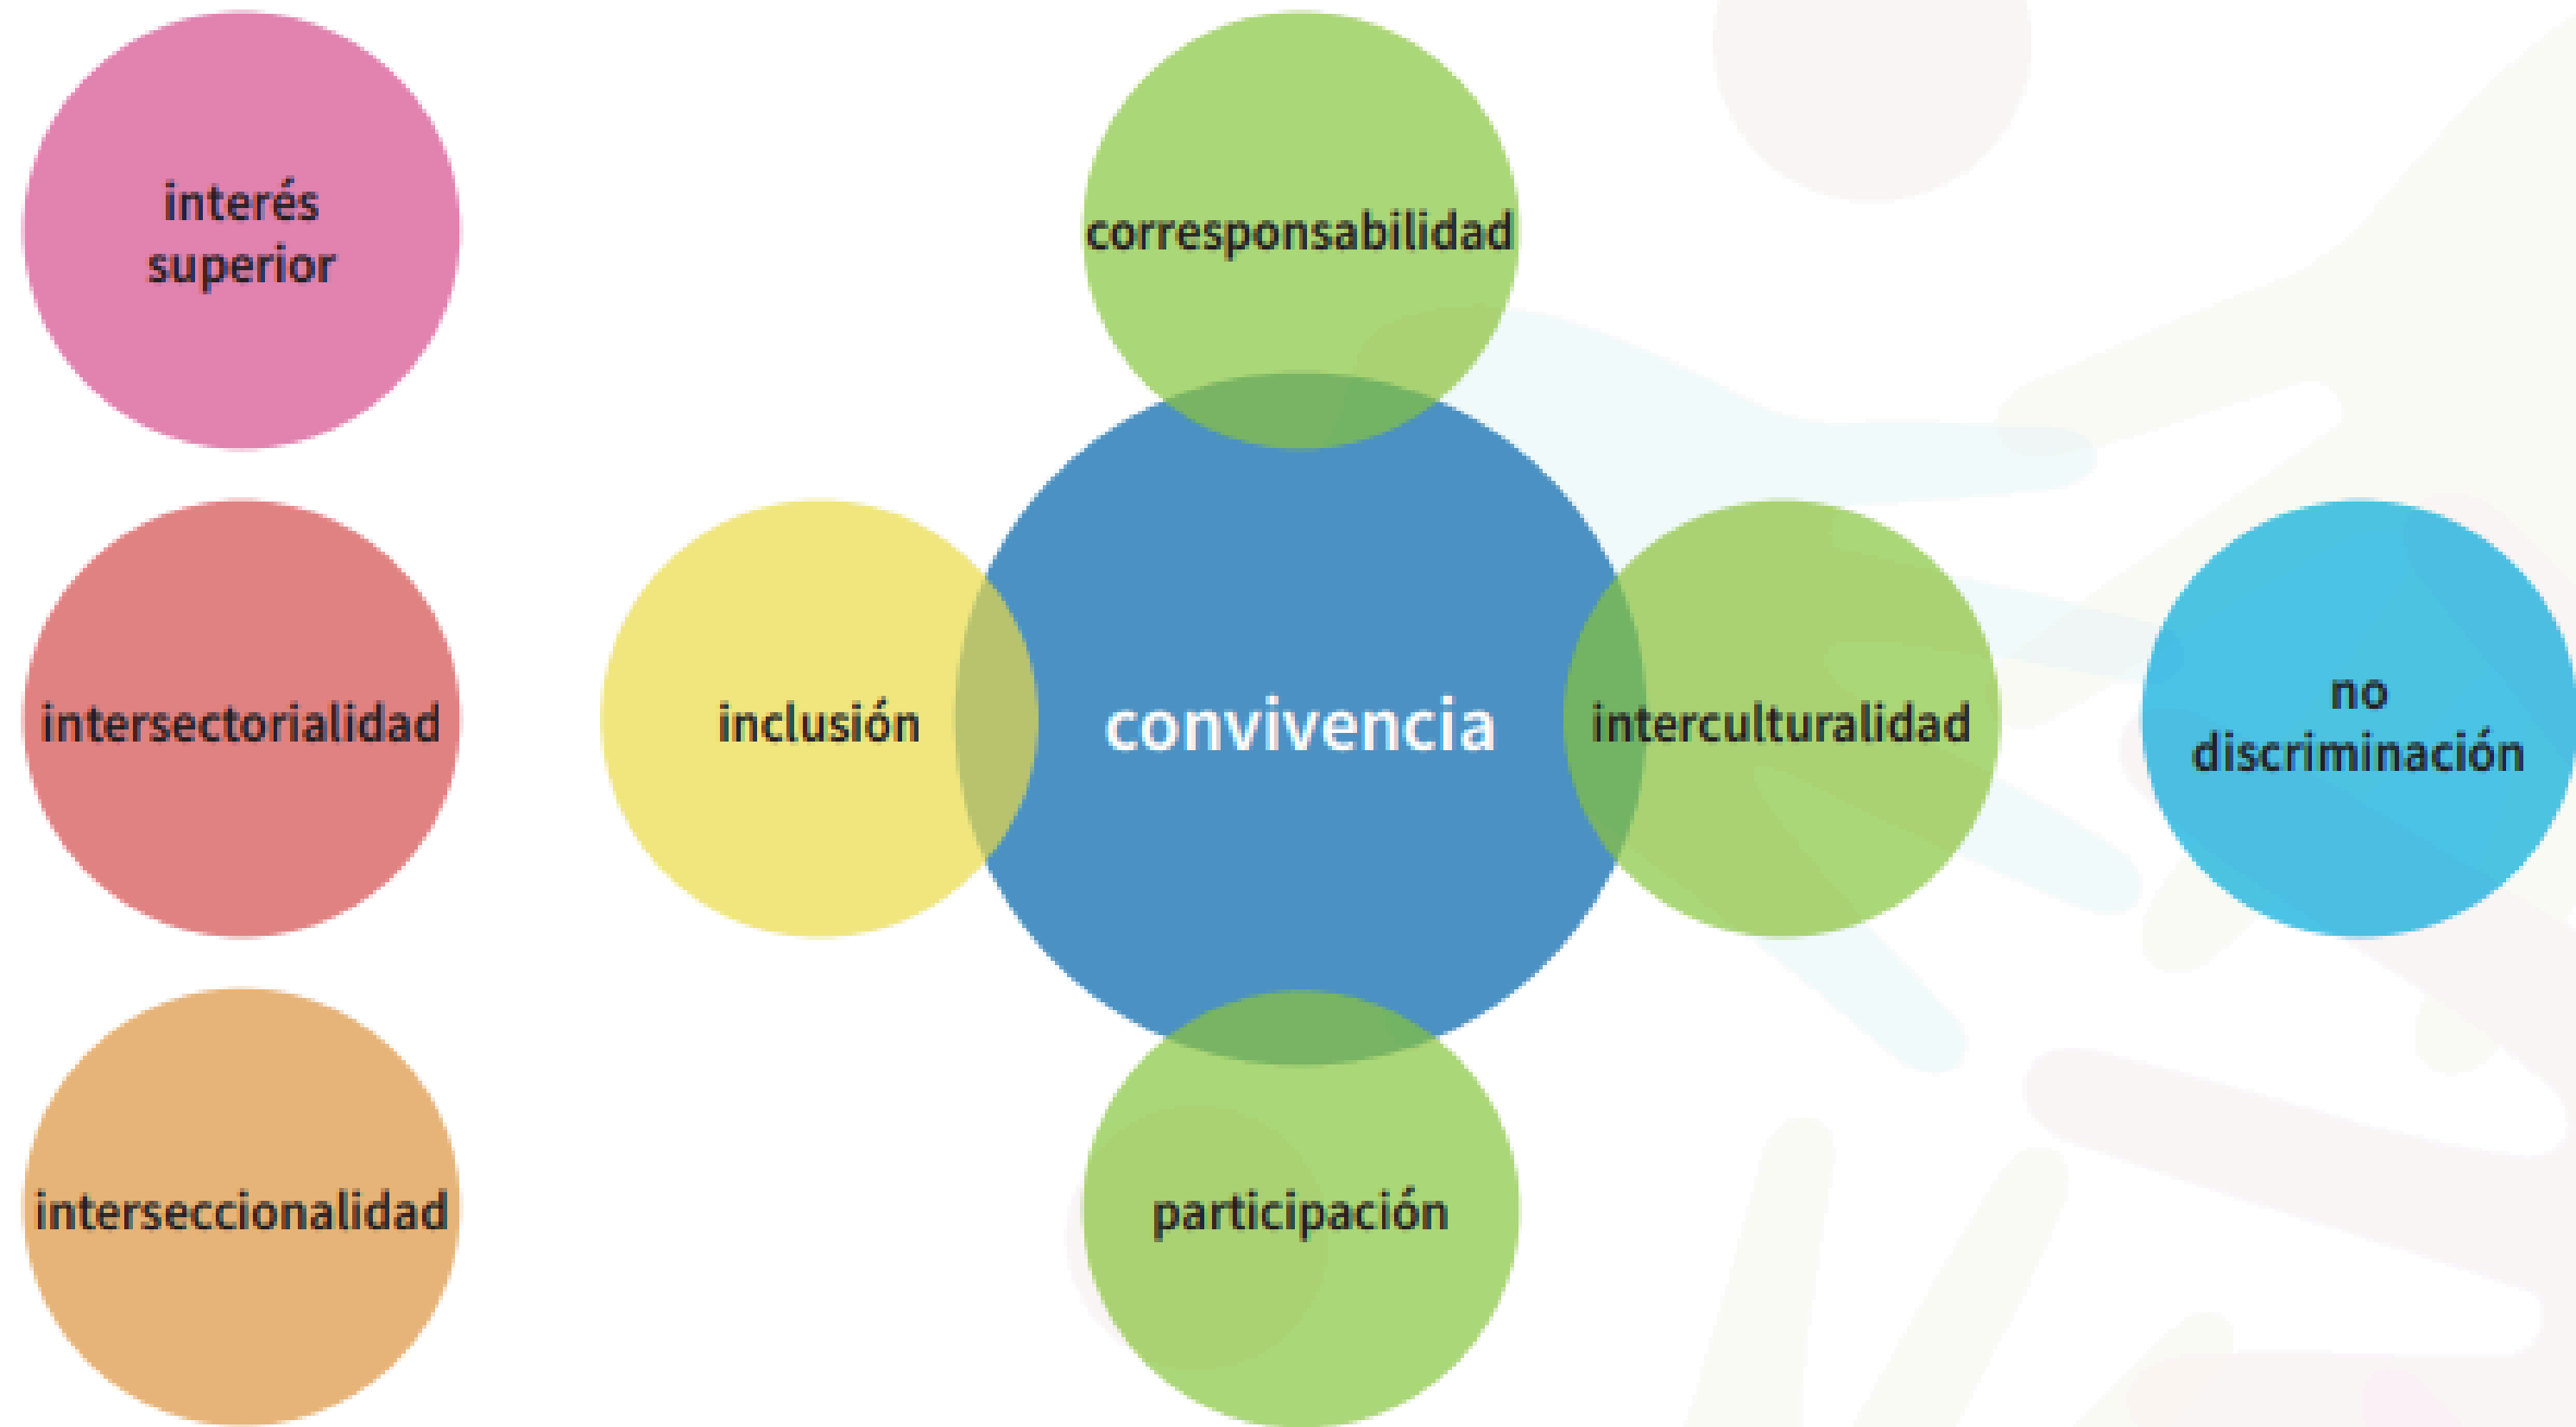 interés
superior
corresponsabilidad
intersectorialidad
inclusión
convivencia
interculturalidad
no
discriminación
interseccionalidad
participación